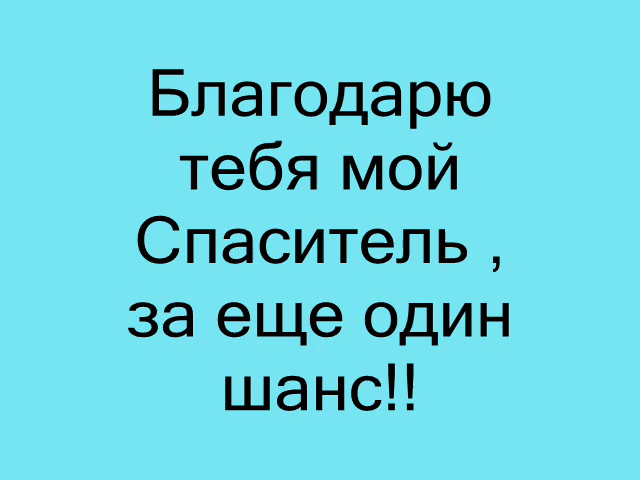 Благодарю
тебя мой
Спаситель ,
за еще один
шанс!!